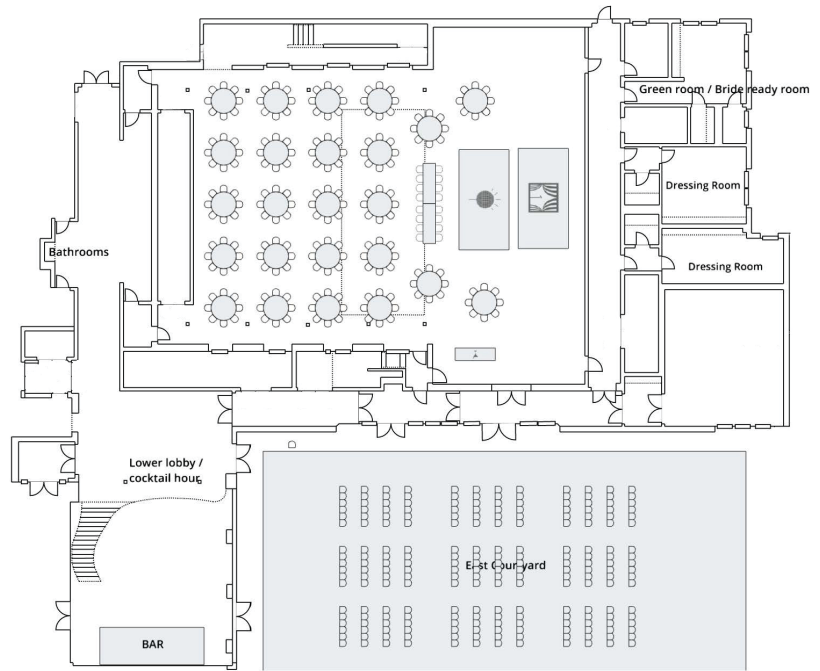 Green room / Bride ready room
Dressing Room
Bathrooms
Dressing Room
Lower lobby /
cocktail hour
East Courtyard
BAR